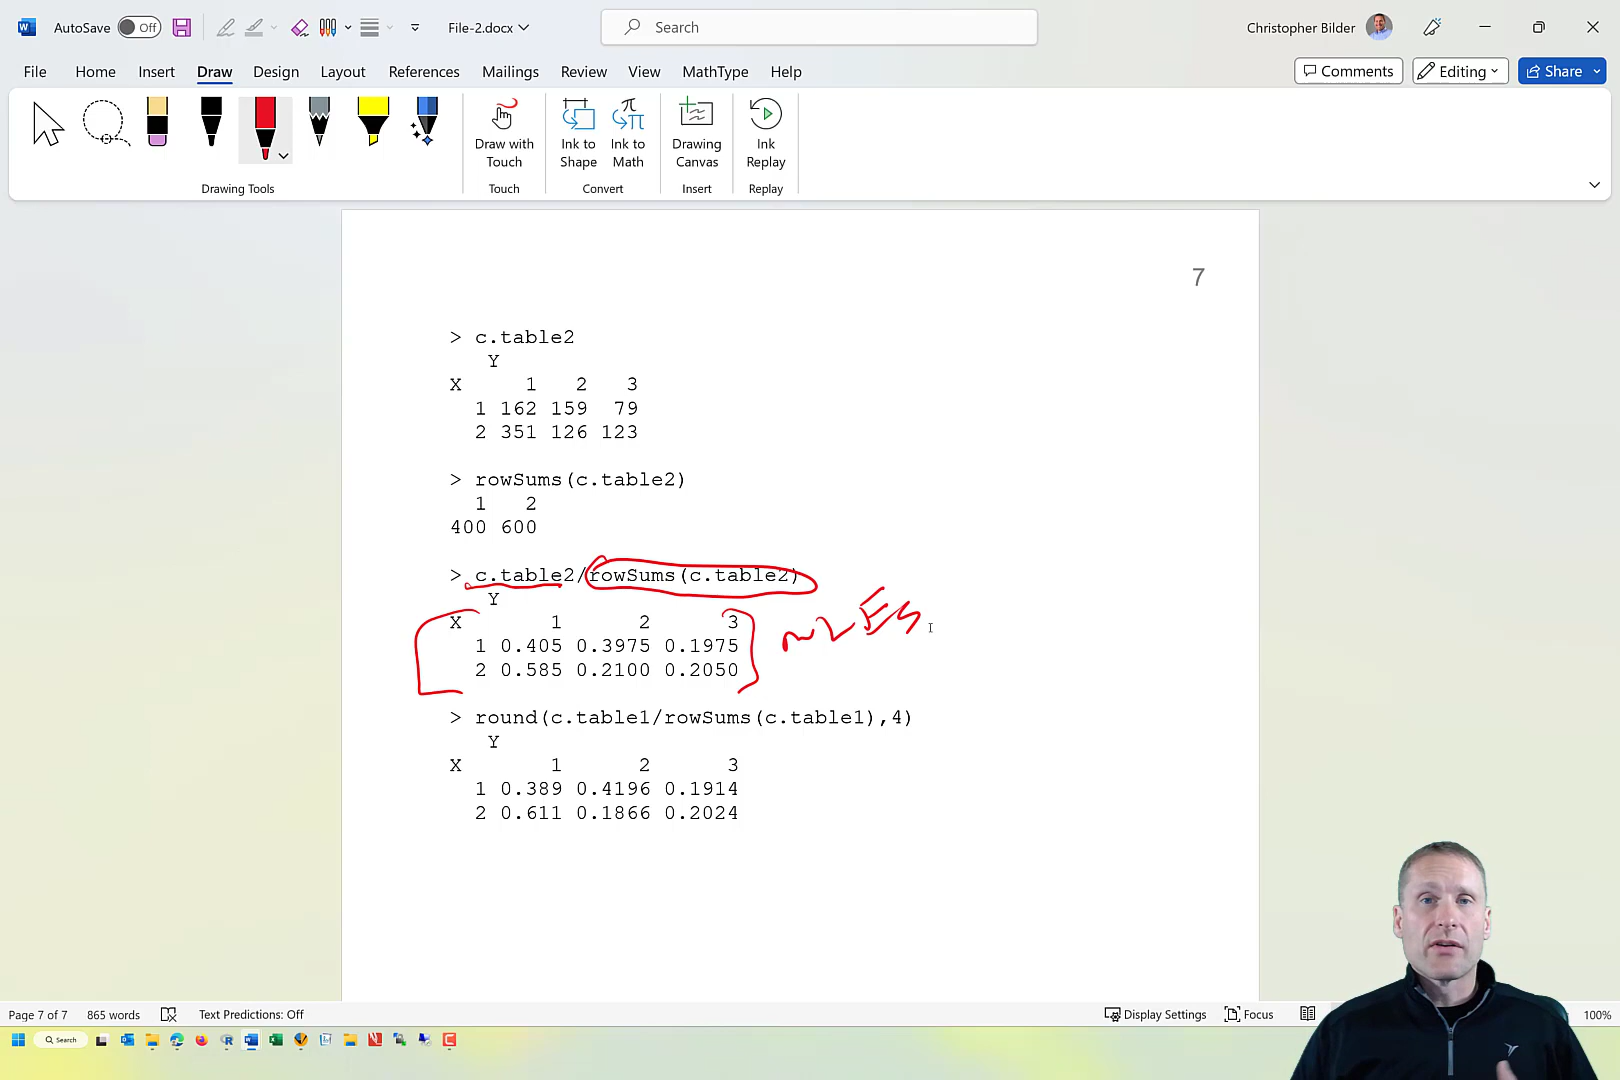 AutoSave Off File-2.docx Search Christopher Bilder
File Home Insert Draw Design Layout References Mailings Review View MathType Help Comments Editing Share
Draw with Touch Ink to Shape Ink to Math Drawing Canvas Ink Replay
Drawing Tools Touch Convert Insert Replay
7
> c.table2
Y
X 1 2 3
1 162 159 79
2 351 126 123
> rowSums(c.table2)
1 2
400 600
> c.table2/rowSums(c.table2)
Y
X 1 2 3
1 0.405 0.3975 0.1975
2 0.585 0.2100 0.2050
MLES
> round(c.table1/rowSums(c.table1),4)
Y
X 1 2 3
1 0.389 0.4196 0.1914
2 0.611 0.1866 0.2024
Page 7 of 7 865 words Text Predictions: Off Display Settings Focus 100%
Search